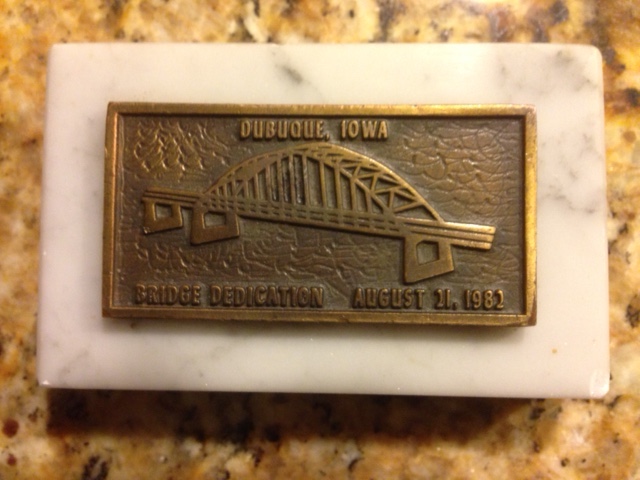 DUBUQUE, IOWA
BRIDGE DEDICATION AUGUST 21, 1982